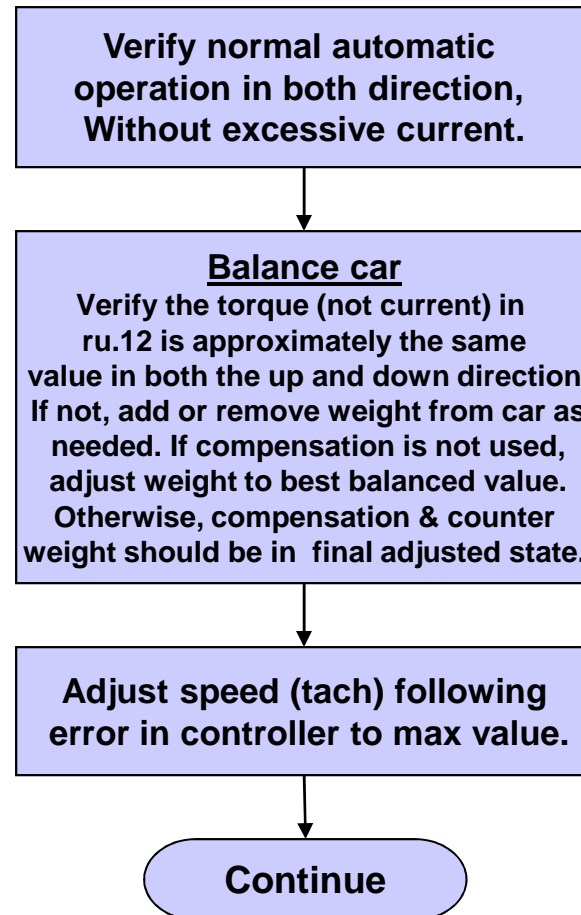 Verify normal automatic
operation in both direction,
Without excessive current.
Balance car
Verify the torque (not current) in
ru.12 is approximately the same
value in both the up and down direction
If not, add or remove weight from car as
needed. If compensation is not used,
adjust weight to best balanced value.
Otherwise, compensation & counter
weight should be in final adjusted state.
Adjust speed (tach) following
error in controller to max value.
Continue